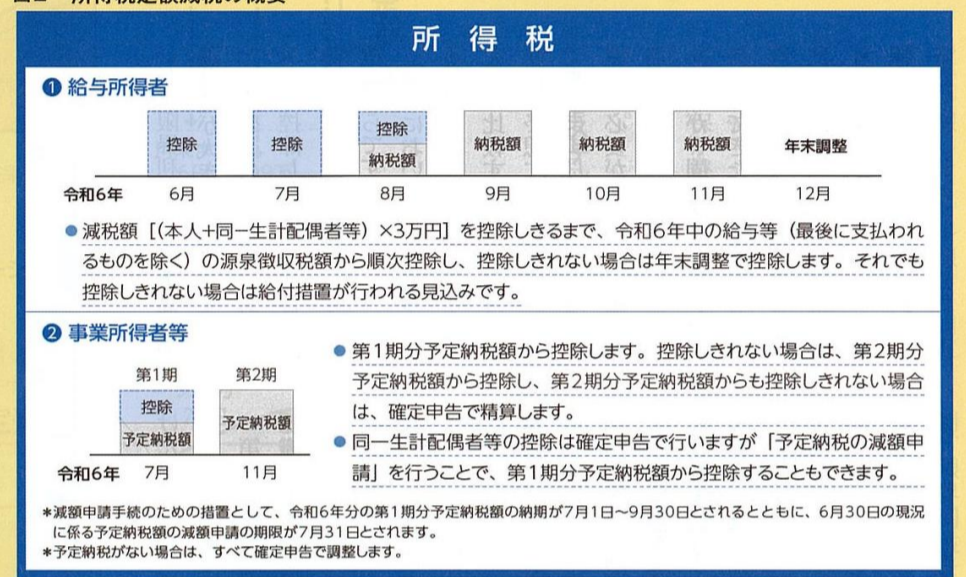 所得税
❶ 給与所得者
控除
控除
控除
納税額
納税額
納税額
納税額
年末調整
令和6年 6月 7月 8月 9月 10月 11月 12月
● 減税額［(本人+同一生計配偶者等）×3万円］を控除しきるまで、令和6年中の給与等（最後に支払われ
るものを除く）の源泉徴収税額から順次控除し、控除しきれない場合は年末調整で控除します。それでも
控除しきれない場合は給付措置が行われる見込みです。
❷ 事業所得者等
第1期 第2期
控除
予定納税額
予定納税額
令和6年 7月 11月
● 第1期分予定納税額から控除します。控除しきれない場合は、第2期分
予定納税額から控除し、第2期分予定納税額からも控除しきれない場合
は、確定申告で精算します。
● 同一生計配偶者等の控除は確定申告で行いますが「予定納税の減額申
請」を行うことで、第1期分予定納税額から控除することもできます。
*減額申請手続のための措置として、令和6年分の第1期分予定納税額の納期が7月1日〜9月30日とされるとともに、6月30日の現況
に係る予定納税額の減額申請の期限が7月31日とされます。
*予定納税がない場合は、すべて確定申告で調整します。